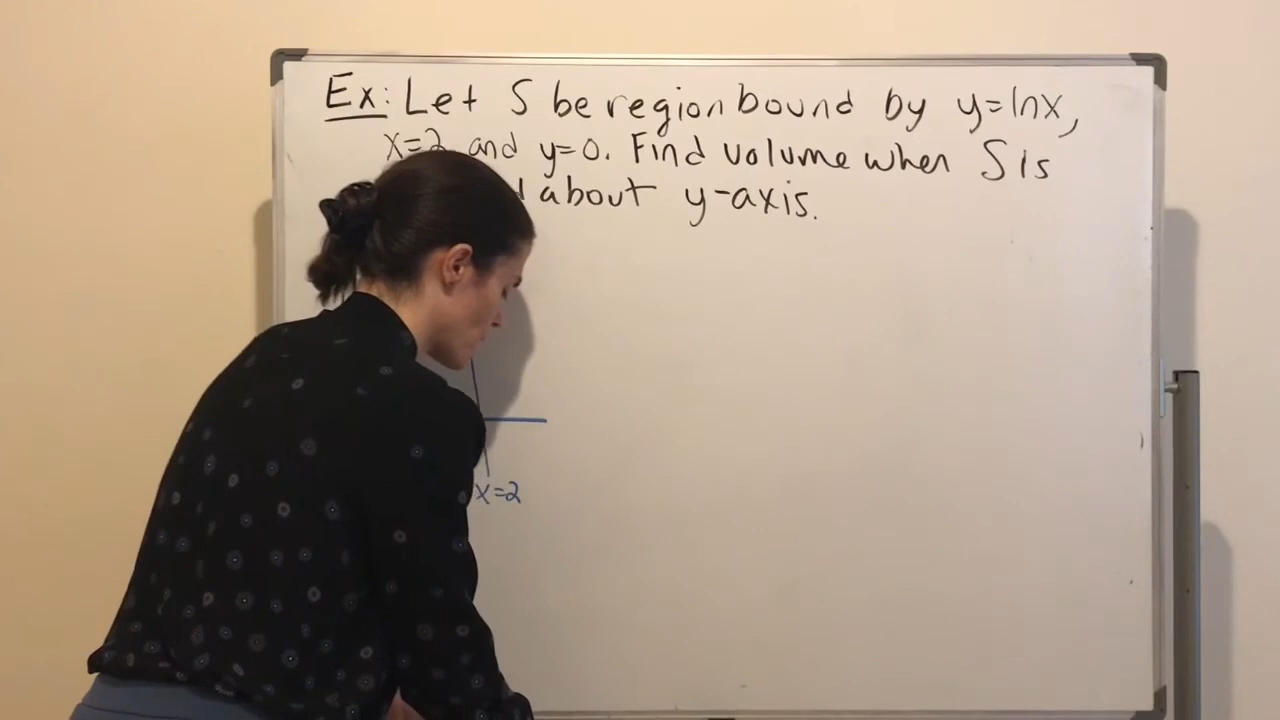 Ex: Let S be region bound by y=lnx,
x=2 and y=0. Find volume when S is
about y-axis.
x=2